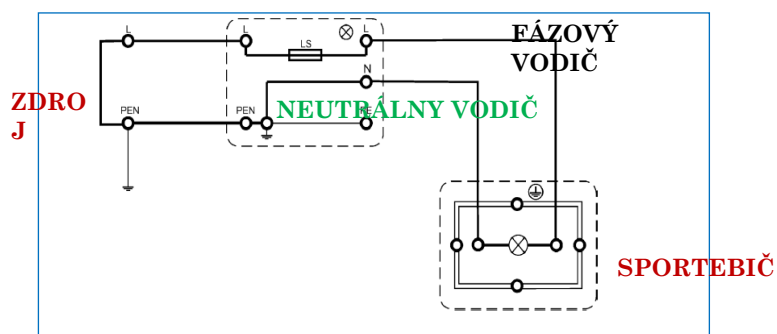 L
L
L
FÁZOVÝ
VODIČ
LS
N
ZDRO
J
PEN
PEN
NEUTRÁLNY VODIČ
PE
SPORTEBIČ